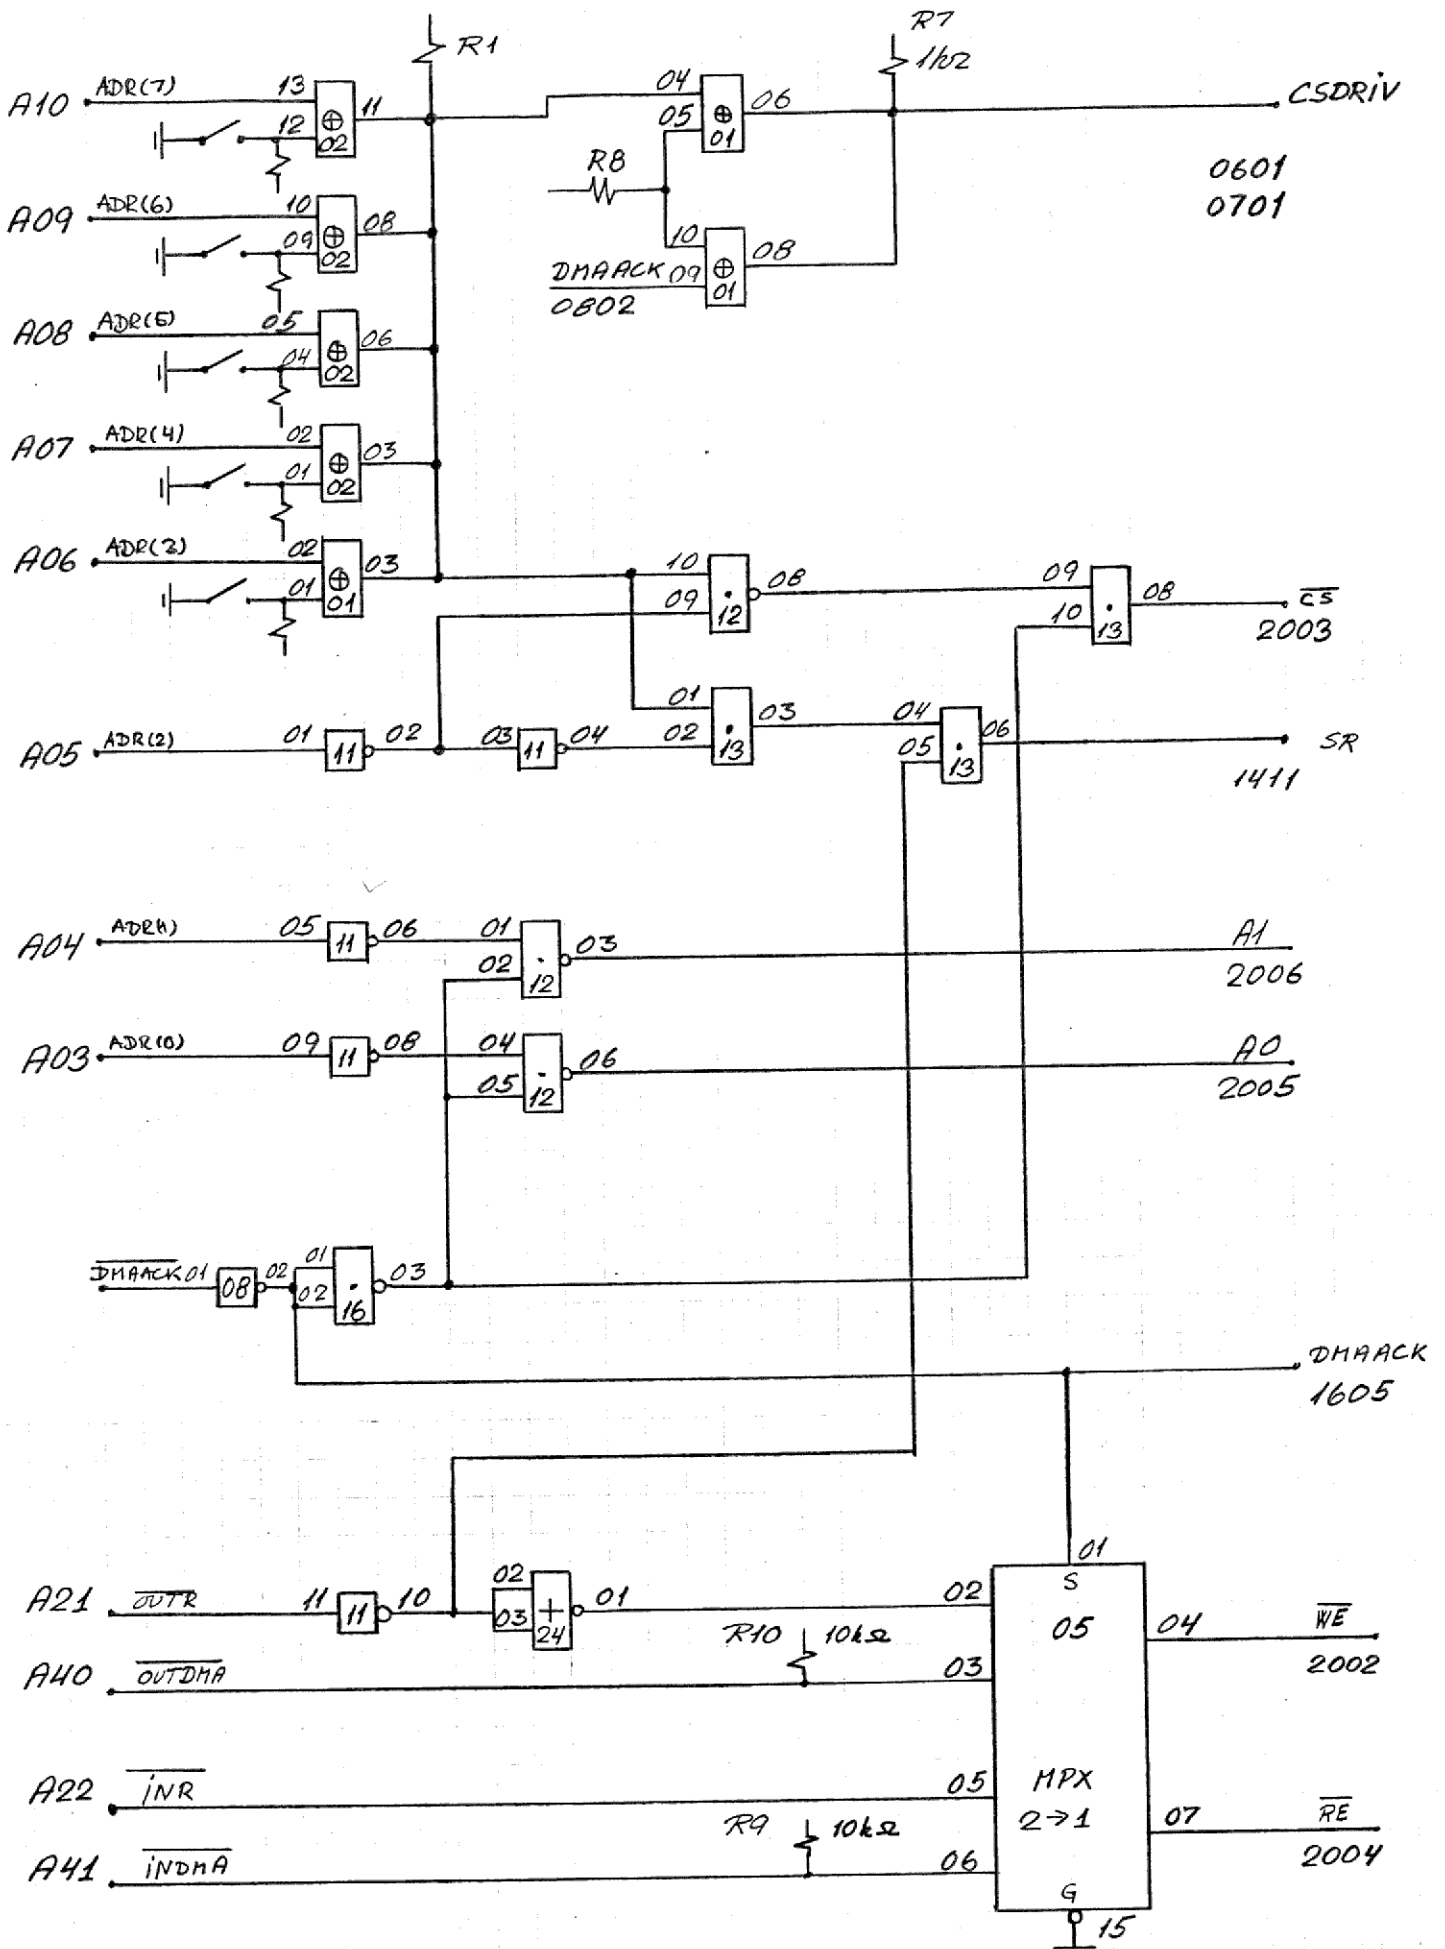 R1
R7
1kΩ
A10 ADR(7) 13 11 04 06 CSDRiV
12 ⊕ 02
05 ⊕ 01
R8
0601
0701
A09 ADR(6) 10 08
09 ⊕ 02
10 08
DMAACK 09 ⊕ 01
0802
A08 ADR(5) 05 06
04 ⊕ 02
A07 ADR(4) 02 03
01 ⊕ 02
A06 ADR(3) 02 03 10 08 09 08 CS
01 ⊕ 01
09 12
10 13
2003
01 03 04 06 SR
A05 ADR(2) 01 11 02 03 11 04 02 13 05 13
1411
A04 ADR(1) 05 11 06 01 03 A1
02 12 2006
A03 ADR(0) 09 11 08 04 06 A0
05 12 2005
DMAACK 01 08 02 01 03
02 16
DMAACK
1605
01
S
A21 OUTR 11 11 10 02 01 02
03 24
05 04 WE
2002
R10 10kΩ
A40 OUTDMA 03
A22 iNR 05 MPX
2→1 07 RE
2004
R9 10kΩ
A41 iNDMA 06
G
15